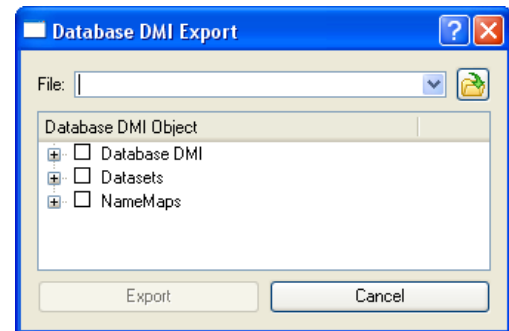 Database DMI Export
File:
Database DMI Object
Database DMI
Datasets
NameMaps
Export Cancel